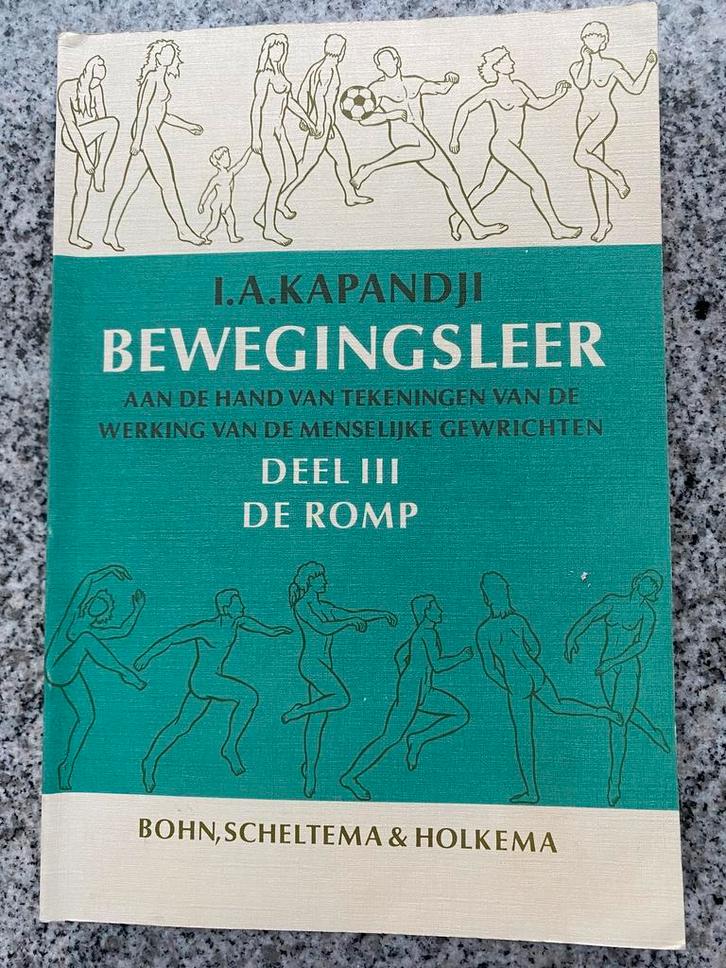 I.A.KAPANDJI
BEWEGINGSLEER
AAN DE HAND VAN TEKENINGEN VAN DE
WERKING VAN DE MENSELIJKE GEWRICHTEN
DEEL III
DE ROMP
BOHN, SCHELTEMA & HOLKEMA